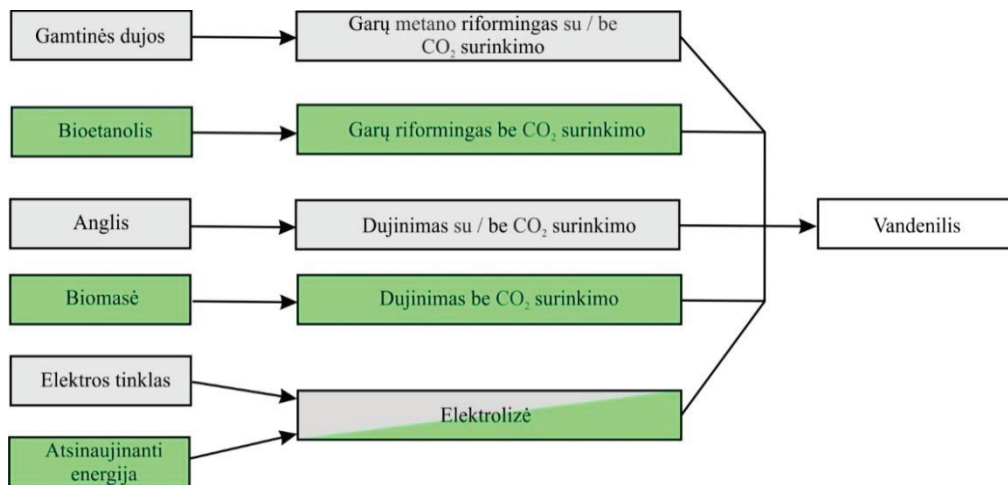 Gamtinės dujos
Garų metano riformingas su / be
CO₂ surinkimo
Bioetanolis
Garų riformingas be CO₂ surinkimo
Anglis
Dujinimas su / be CO₂ surinkimo
Vandenilis
Biomasė
Dujinimas be CO₂ surinkimo
Elektros tinklas
Elektrolizė
Atsinaujinanti
energija